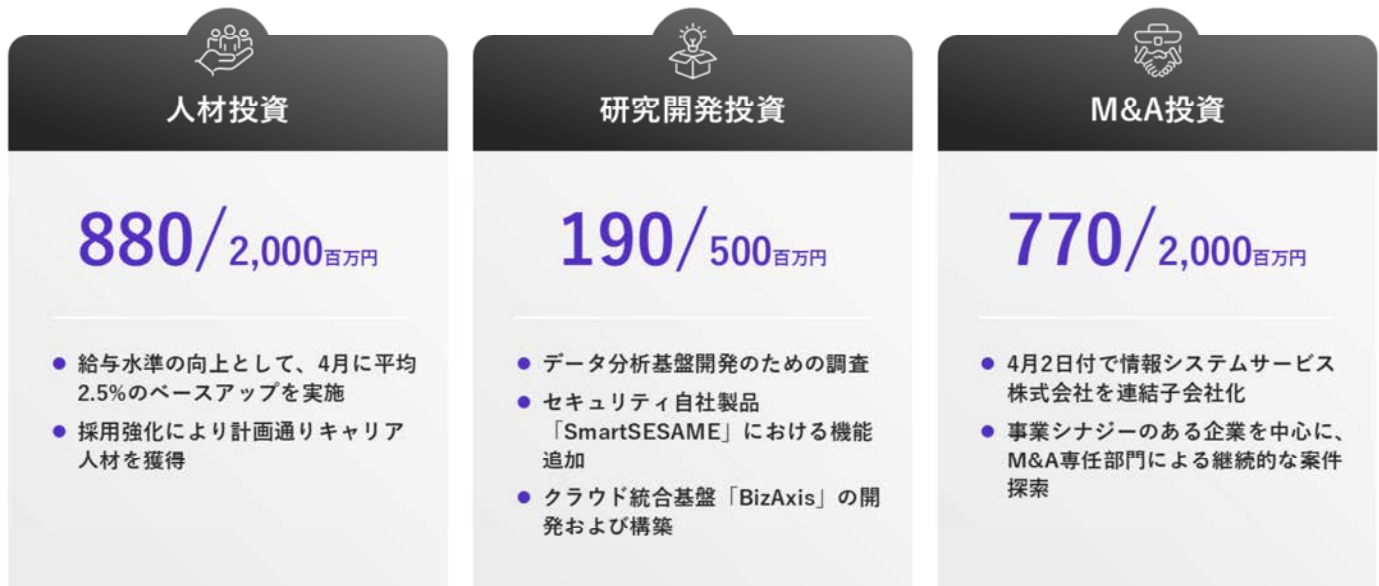 人材投資
880/2,000百万円
● 給与水準の向上として、4月に平均
2.5%のベースアップを実施
● 採用強化により計画通りキャリア
人材を獲得
研究開発投資
190/500百万円
● データ分析基盤開発のための調査
● セキュリティ自社製品
「SmartSESAME」における機能
追加
● クラウド統合基盤「BizAxis」の開
発および構築
M&A投資
770/2,000百万円
● 4月2日付で情報システムサービス
株式会社を連結子会社化
● 事業シナジーのある企業を中心に、
M&A専任部門による継続的な案件
探索